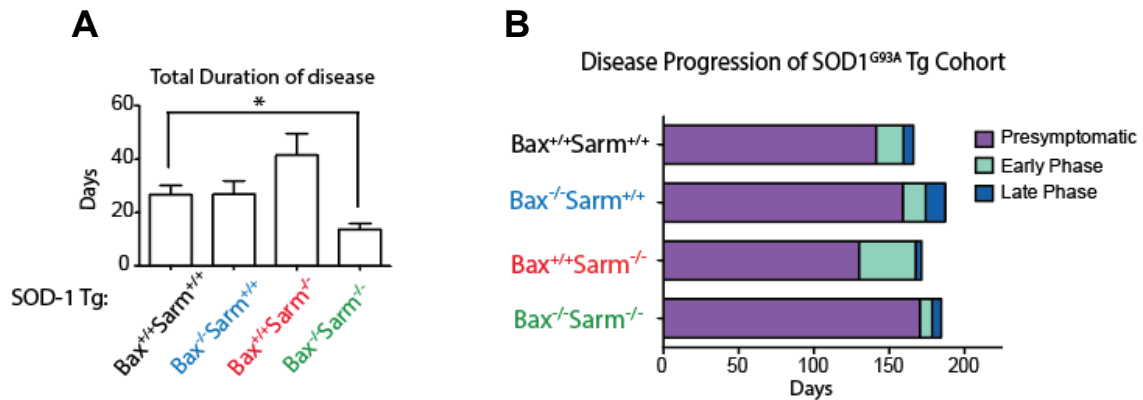 A
Total Duration of disease
*
60
40
20
0
Days
SOD-1 Tg:
Bax+/+Sarm+/+
Bax-/-Sarm+/+
Bax+/+Sarm-/-
Bax-/-Sarm-/-
B
Disease Progression of SOD1G93A Tg Cohort
Bax+/+Sarm+/+
Bax-/-Sarm+/+
Bax+/+Sarm-/-
Bax-/-Sarm-/-
Presymptomatic
Early Phase
Late Phase
0 50 100 150 200
Days